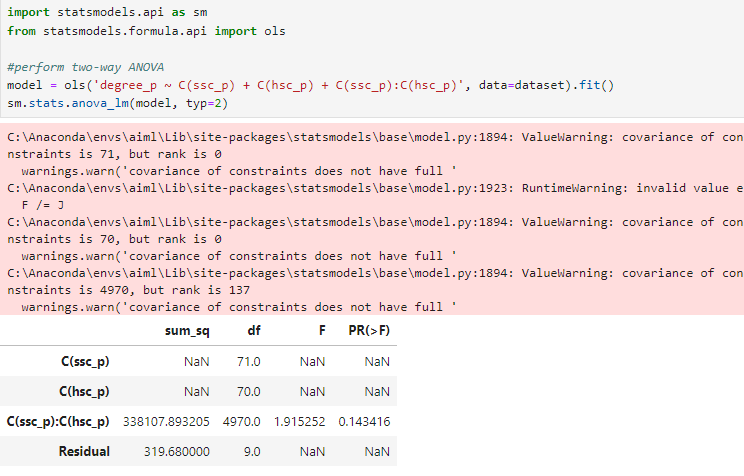 import statsmodels.api as sm
from statsmodels.formula.api import ols
#perform two-way ANOVA
model = ols('degree_p ~ C(ssc_p) + C(hsc_p) + C(ssc_p):C(hsc_p)', data=dataset).fit()
sm.stats.anova_lm(model, typ=2)
C:\Anaconda\envs\aiml\Lib\site-packages\statsmodels\base\model.py:1894: ValueWarning: covariance of con
nstraints is 71, but rank is 0
  warnings.warn('covariance of constraints does not have full '
C:\Anaconda\envs\aiml\Lib\site-packages\statsmodels\base\model.py:1923: RuntimeWarning: invalid value e
  F /= J
C:\Anaconda\envs\aiml\Lib\site-packages\statsmodels\base\model.py:1894: ValueWarning: covariance of con
nstraints is 70, but rank is 0
  warnings.warn('covariance of constraints does not have full '
C:\Anaconda\envs\aiml\Lib\site-packages\statsmodels\base\model.py:1894: ValueWarning: covariance of con
nstraints is 4970, but rank is 137
  warnings.warn('covariance of constraints does not have full '
sum_sq df F PR(>F)
C(ssc_p) NaN 71.0 NaN NaN
C(hsc_p) NaN 70.0 NaN NaN
C(ssc_p):C(hsc_p) 338107.893205 4970.0 1.915252 0.143416
Residual 319.680000 9.0 NaN NaN